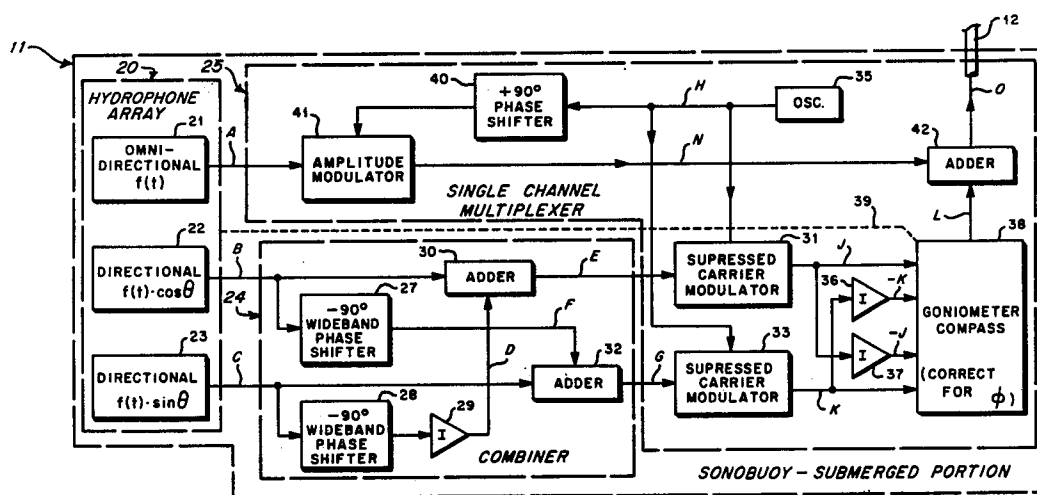 12
11
20
25
40
H
35
O
HYDROPHONE
ARRAY
+90°
PHASE
SHIFTER
OSC.
21
41
42
OMNI-
DIRECTIONAL
f(t)
A
AMPLITUDE
MODULATOR
N
ADDER
SINGLE CHANNEL
MULTIPLEXER
39
L
38
22
30
31
DIRECTIONAL
f(t)·cosθ
B
ADDER
E
SUPRESSED
CARRIER
MODULATOR
J
36
I
-K
24
27
-90°
WIDEBAND
PHASE
SHIFTER
F
GONIOMETER
COMPASS
23
D
32
33
I
-J
37
DIRECTIONAL
f(t)·sinθ
C
ADDER
G
SUPRESSED
CARRIER
MODULATOR
K
(CORRECT
FOR ϕ)
28
29
-90°
WIDEBAND
PHASE
SHIFTER
I
COMBINER
SONOBUOY-SUBMERGED PORTION